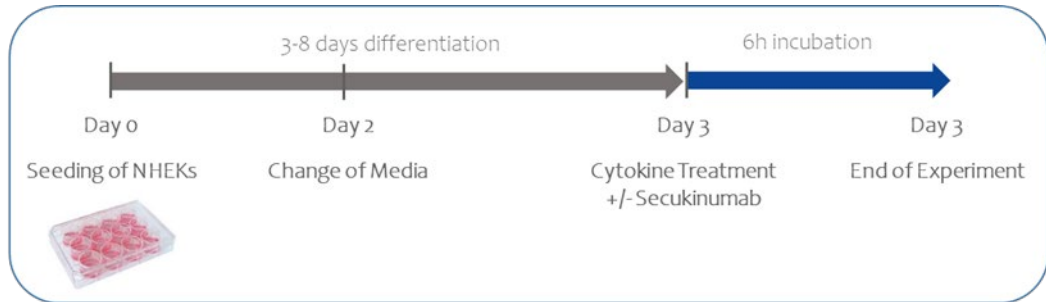 3-8 days differentiation
6h incubation
Day 0
Day 2
Day 3
Day 3
Seeding of NHEKs
Change of Media
Cytokine Treatment
+/- Secukinumab
End of Experiment